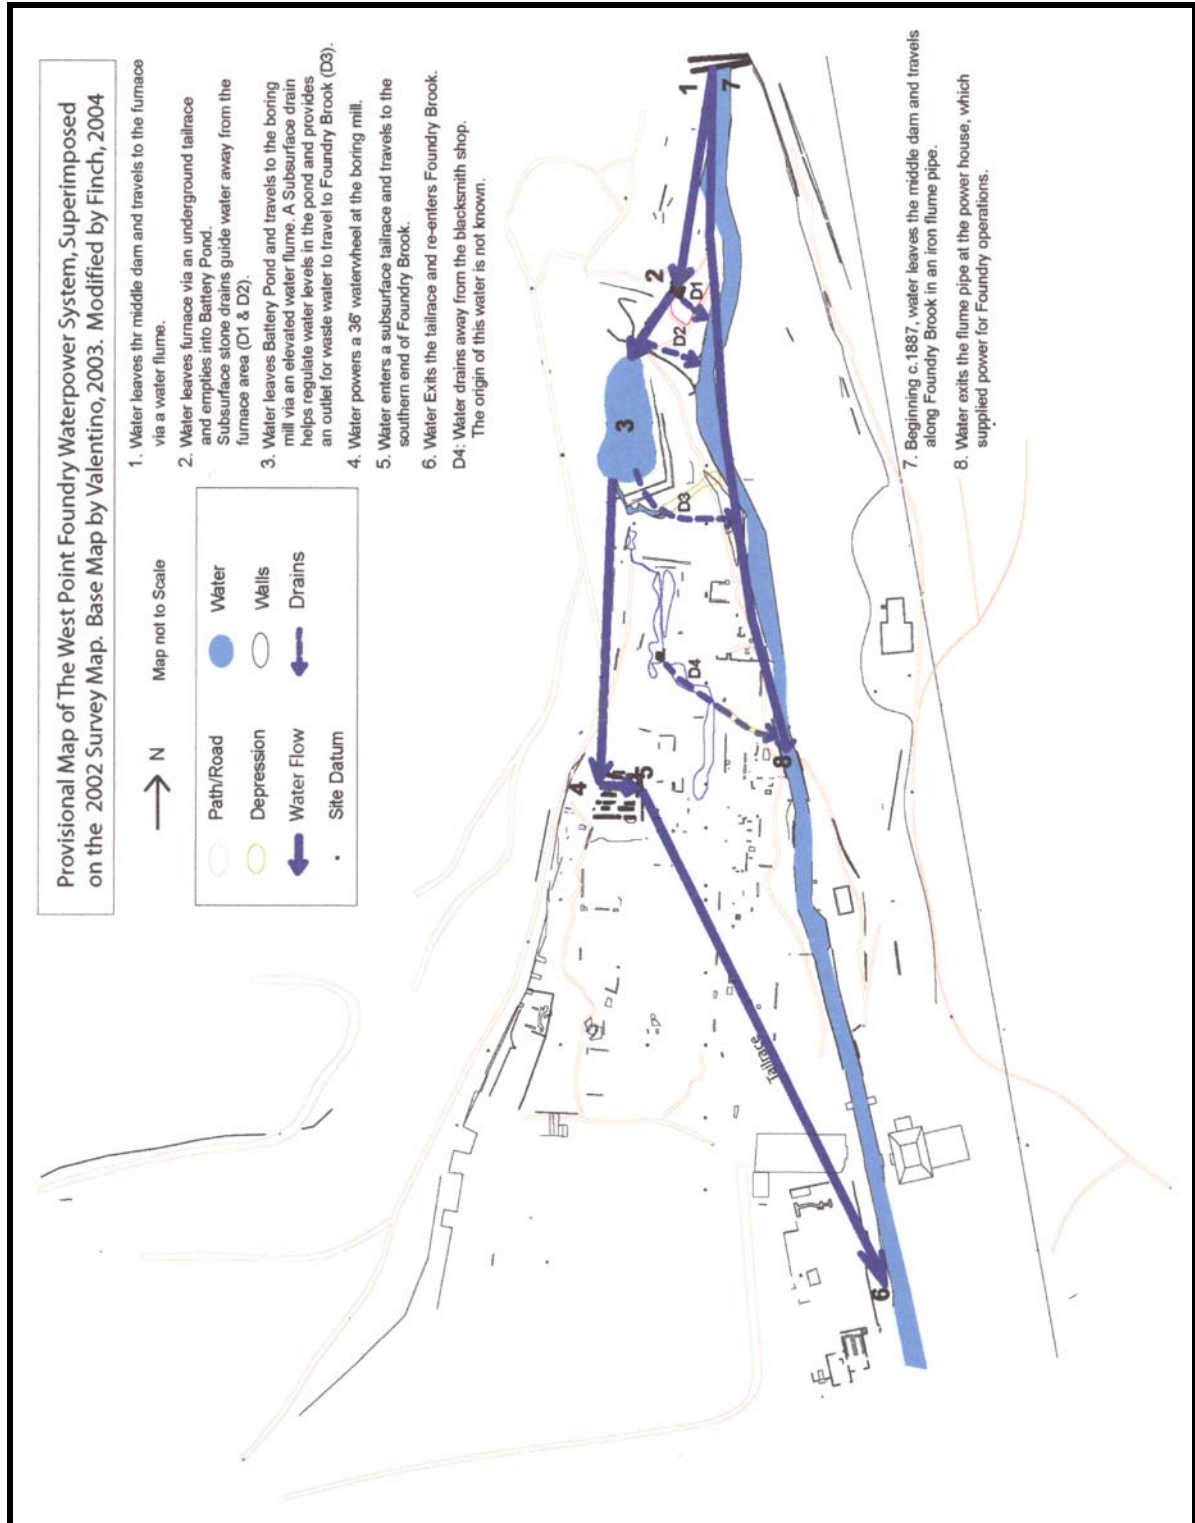 Provisional Map of The West Point Foundry Waterpower System, Superimposed
on the 2002 Survey Map. Base Map by Valentino, 2003. Modified by Finch, 2004
N
Map not to Scale
Path/Road
Water
Depression
Walls
Water Flow
Drains
Site Datum
1. Water leaves thr middle dam and travels to the furnace
via a water flume.
2. Water leaves furnace via an underground tailrace
and empties into Battery Pond.
Subsurface stone drains guide water away from the
furnace area (D1 & D2).
3. Water leaves Battery Pond and travels to the boring
mill via an elevated water flume. A Subsurface drain
helps regulate water levels in the pond and provides
an outlet for waste water to travel to Foundry Brook (D3).
4. Water powers a 36' waterwheel at the boring mill.
5. Water enters a subsurface tailrace and travels to the
southern end of Foundry Brook.
6. Water Exits the tailrace and re-enters Foundry Brook.
D4: Water drains away from the blacksmith shop.
The origin of this water is not known.
7. Beginning c.1887, water leaves the middle dam and travels
along Foundry Brook in an iron flume pipe.
8. Water exits the flume pipe at the power house, which
supplied power for Foundry operations.
1
7
2
D1
D2
3
D3
D4
4
5
8
Tailrace
6